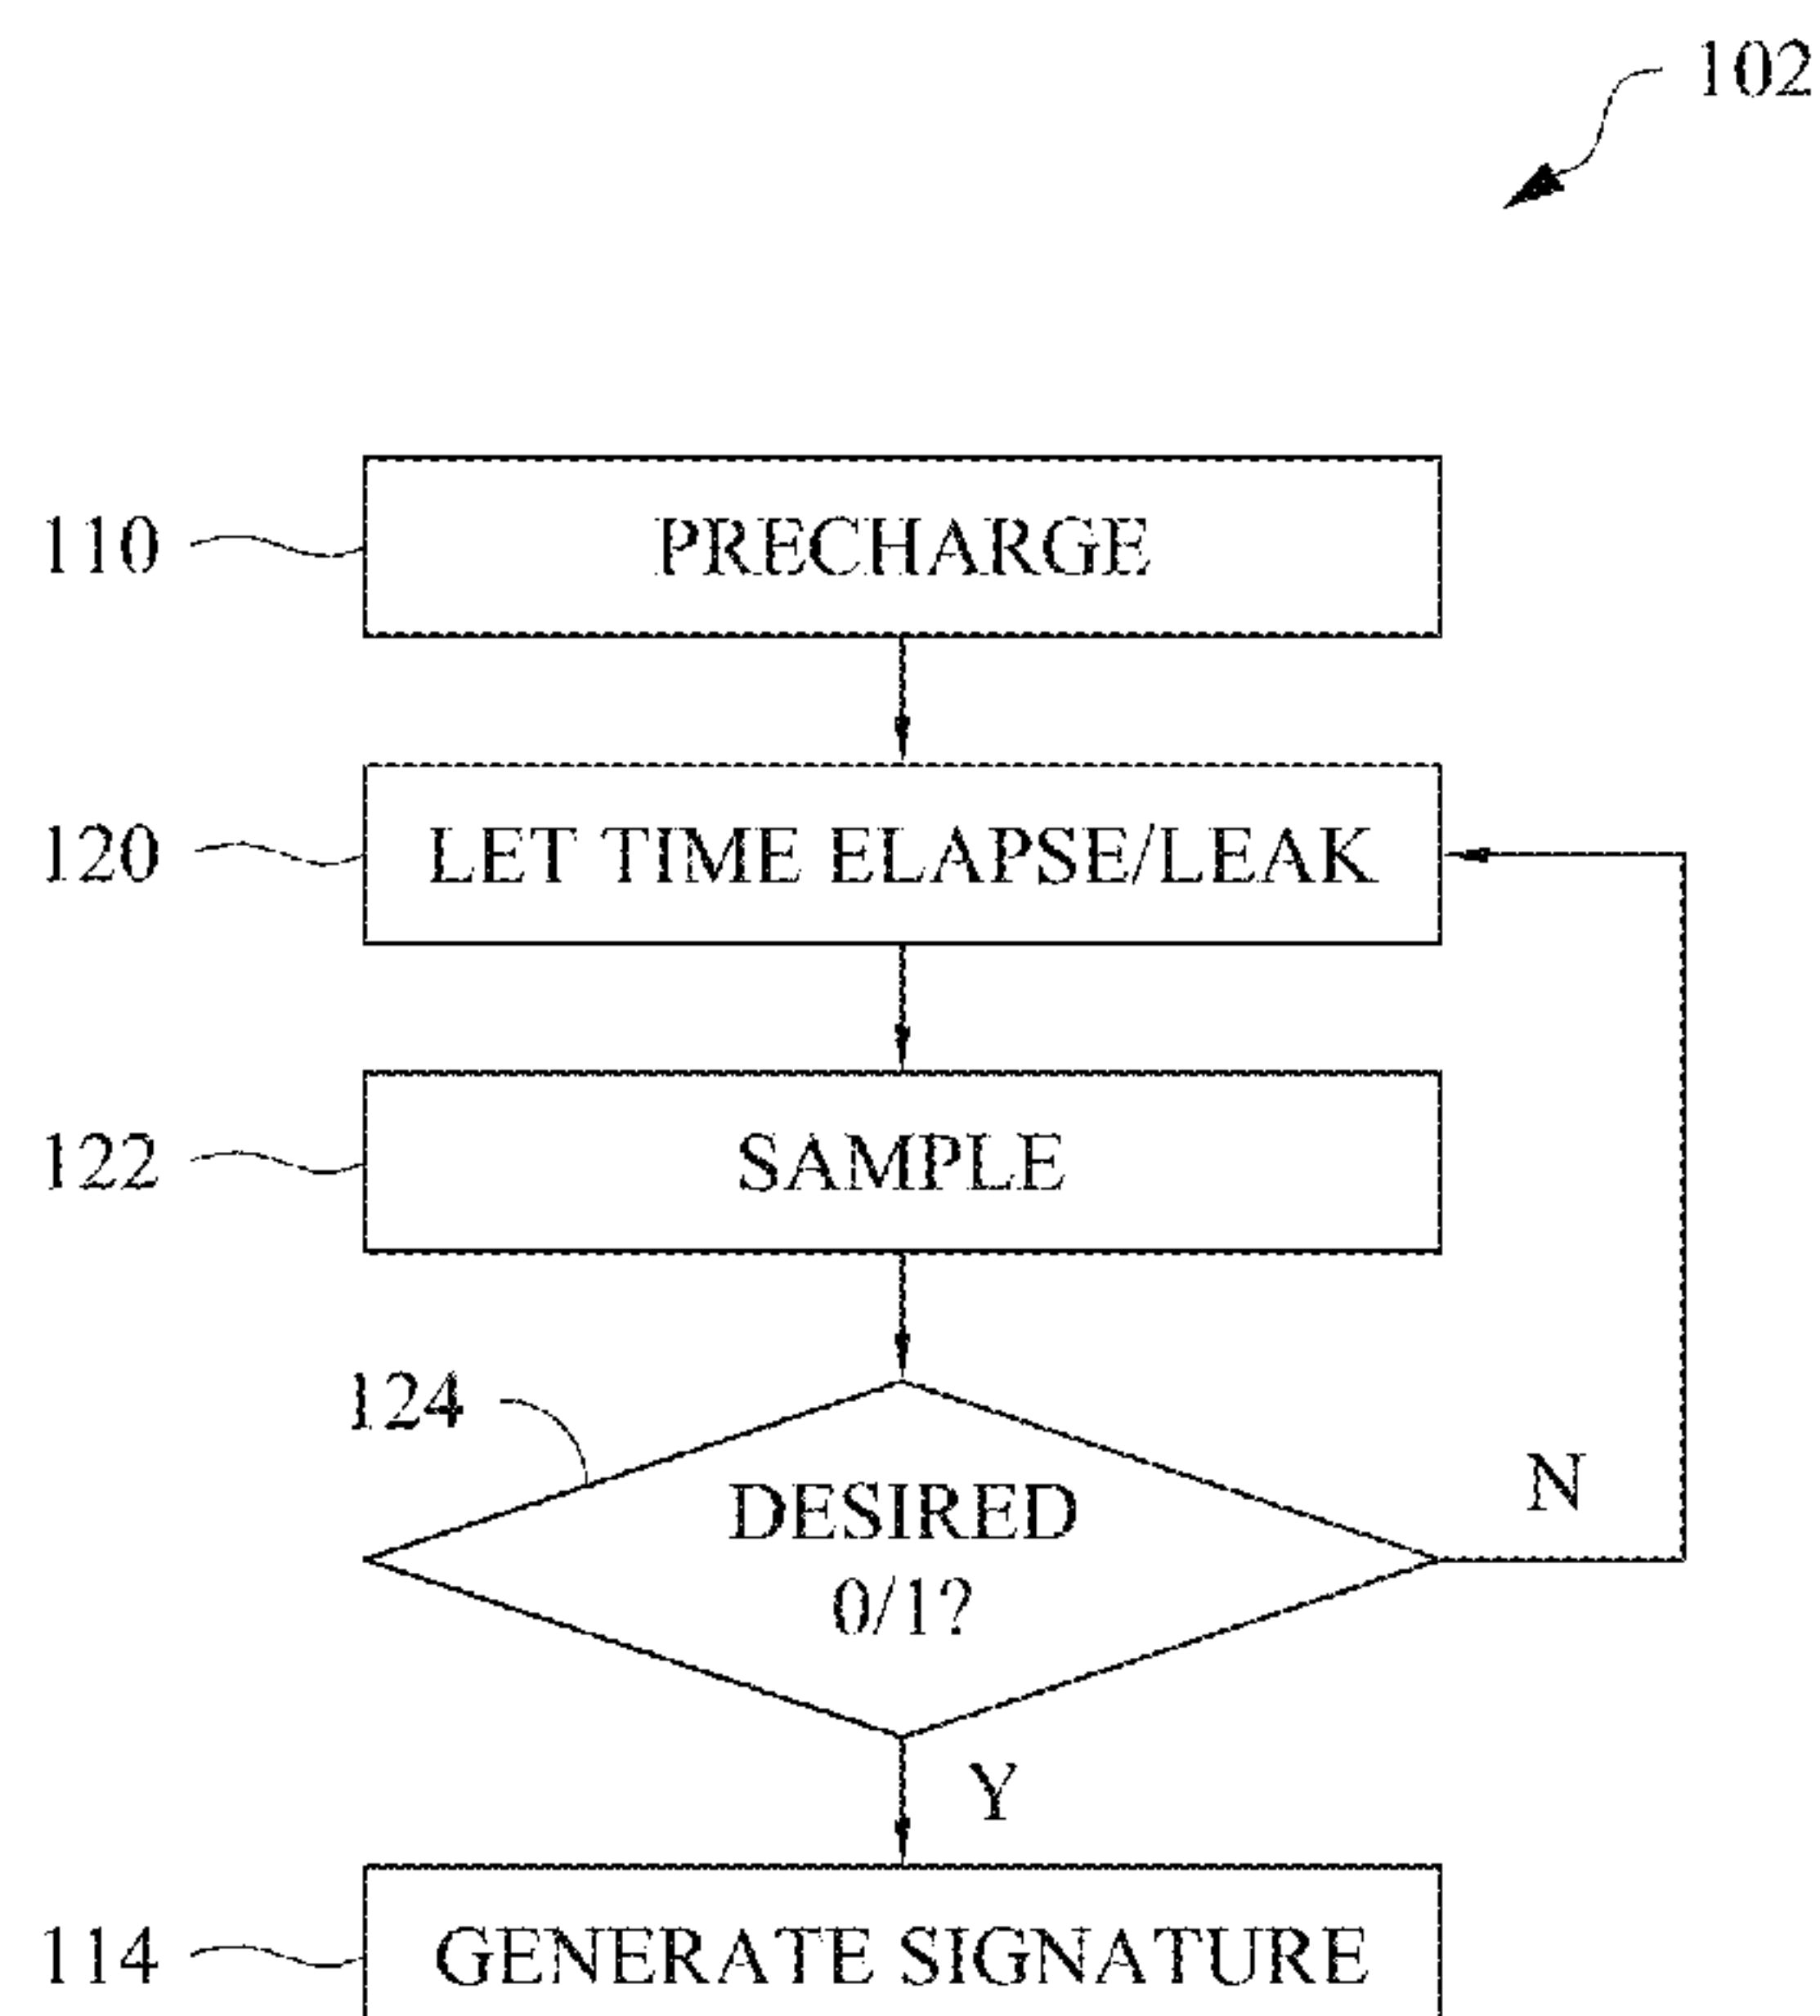 102
110 PRECHARGE
120 LET TIME ELAPSE/LEAK
122 SAMPLE
124
DESIRED
0/1?
N
Y
114 GENERATE SIGNATURE